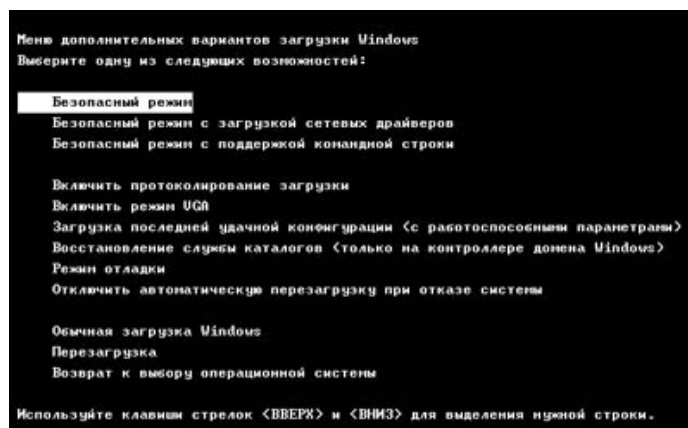 Меню дополнительных вариантов загрузки Windows
Выберите одну из следующих возможностей:
Безопасный режим
Безопасный режим с загрузкой сетевых драйверов
Безопасный режим с поддержкой командной строки
Включить протоколирование загрузки
Включить режим VGA
Загрузка последней удачной конфигурации (с работоспособными параметрами)
Восстановление службы каталогов (только на контроллере домена Windows)
Режим отладки
Отключить автоматическую перезагрузку при отказе системы
Обычная загрузка Windows
Перезагрузка
Возврат к выбору операционной системы
Используйте клавиши стрелок <ВВЕРХ> и <ВНИЗ> для выделения нужной строки.